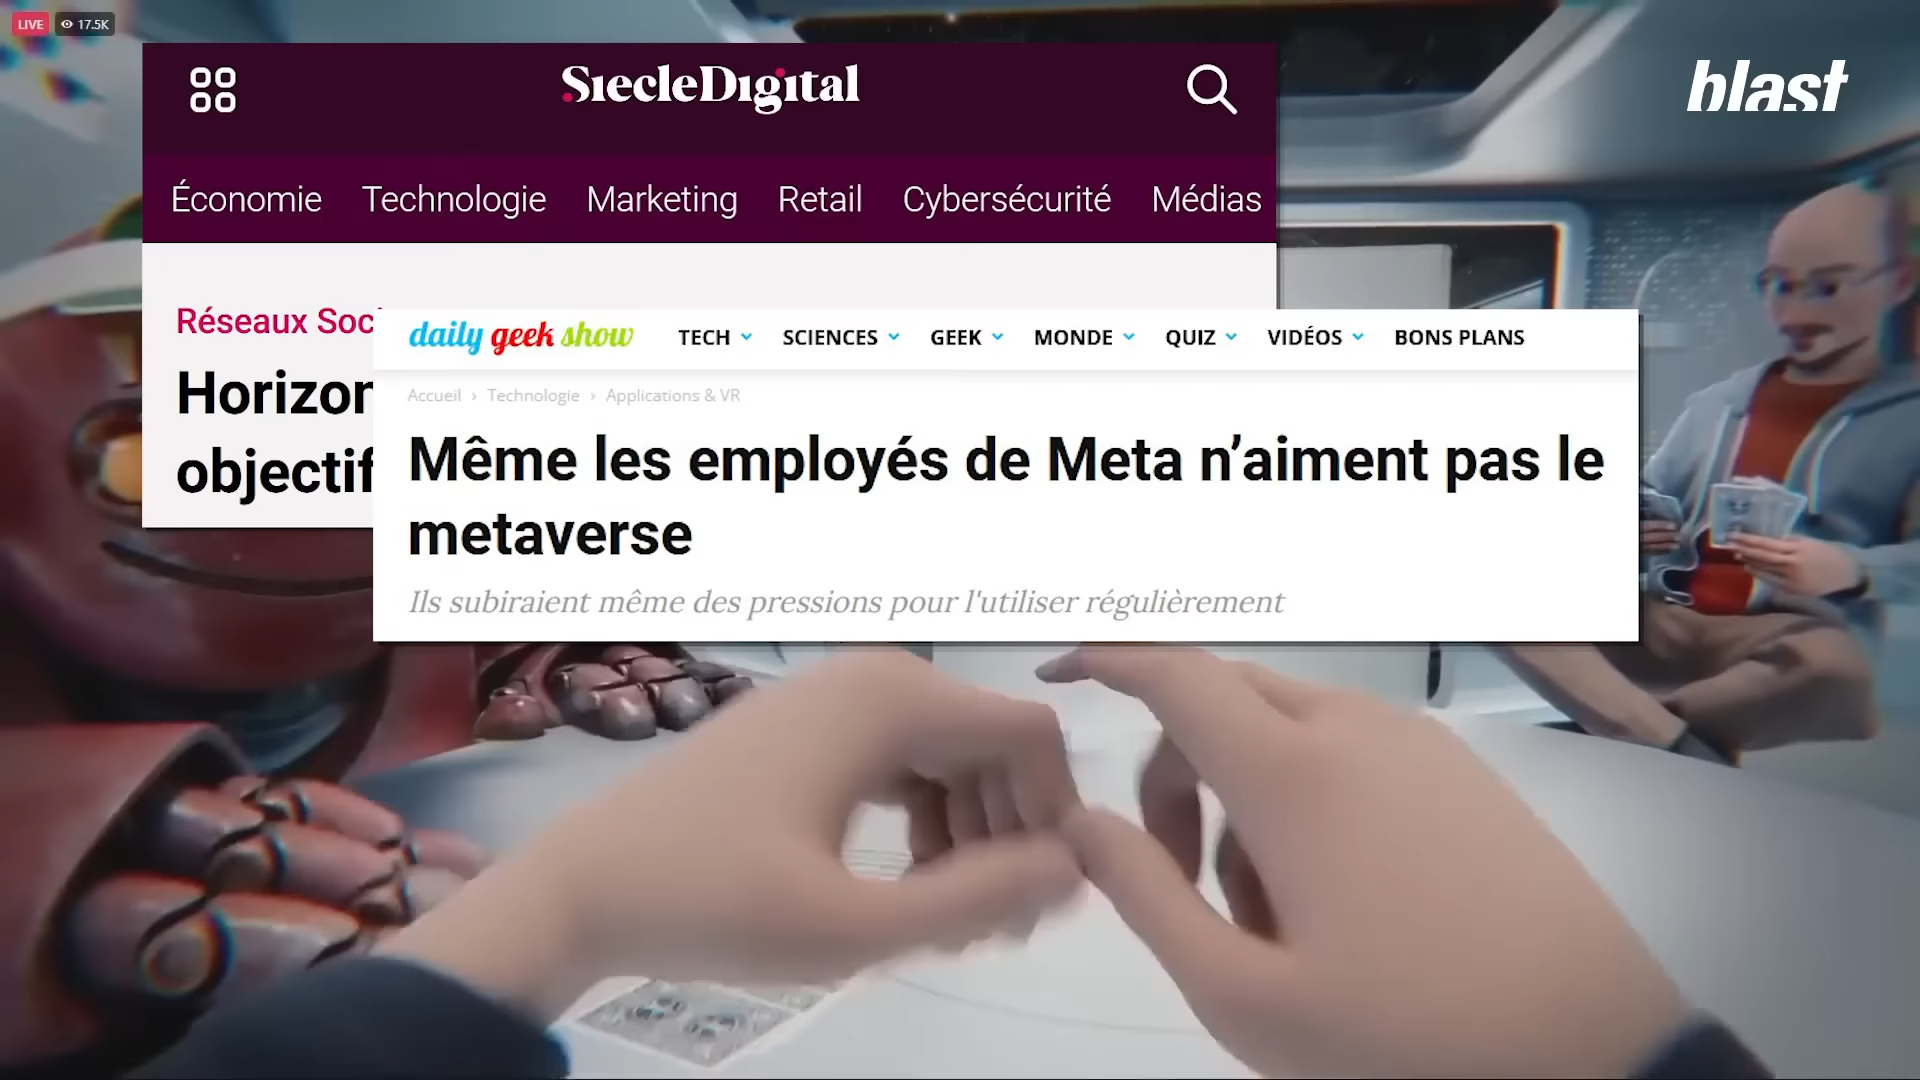 LIVE 17.5K
blast
SiecleDigital
Économie Technologie Marketing Retail Cybersécurité Médias
Réseaux Soc
Horizon
objectif
daily geek show TECH SCIENCES GEEK MONDE QUIZ VIDÉOS BONS PLANS
Accueil › Technologie › Applications & VR
Même les employés de Meta n’aiment pas le
metaverse
Ils subiraient même des pressions pour l'utiliser régulièrement